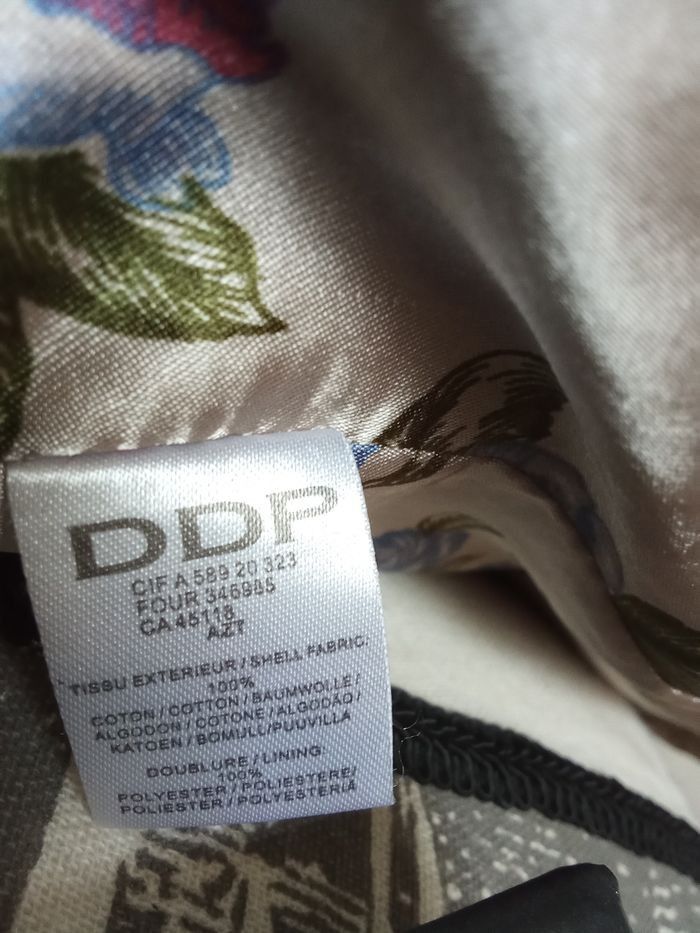 DDP
CIF A 589 20 323
FOUR 346985
CA 45118
AZT
TISSU EXTERIEUR / SHELL FABRIC:
100%
COTON / COTTON / BAUMWOLLE /
ALGODON / COTONE / ALGODÃO /
KATOEN / BOMULL / PUUVILLA
DOUBLURE / LINING:
100%
POLYESTER / POLIESTERE /
POLIESTER / POLYESTERIÄ